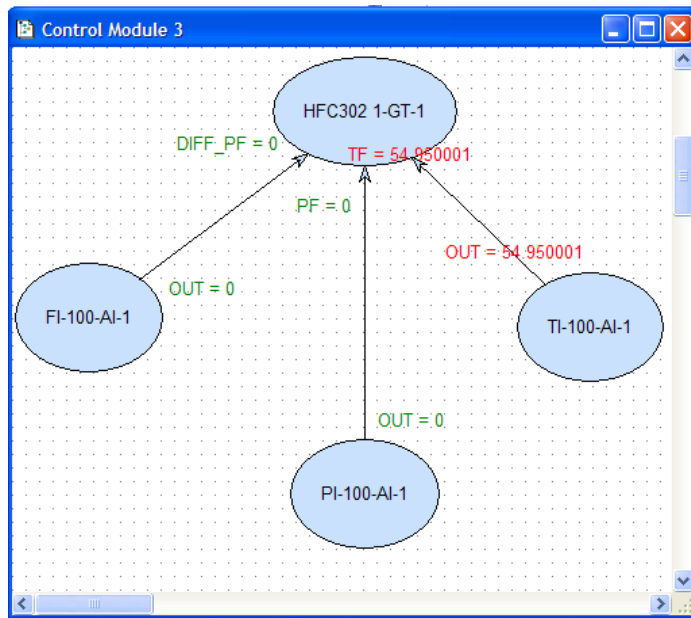 Control Module 3
HFC302 1-GT-1
DIFF_PF = 0
TF = 54.950001
PF = 0
OUT = 54.950001
OUT = 0
FI-100-AI-1
TI-100-AI-1
OUT = 0
PI-100-AI-1